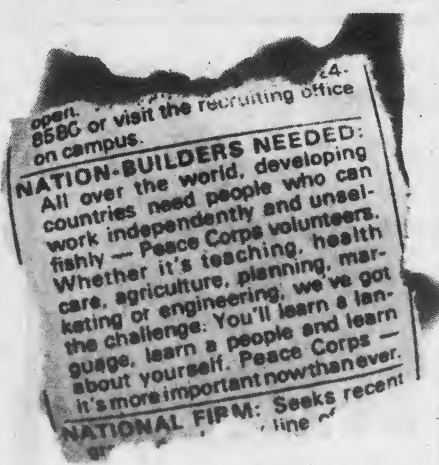 open.
8586 or visit the recruiting office
on campus.
NATION-BUILDERS NEEDED:
All over the world, developing
countries need people who can
work independently and unsel-
fishly — Peace Corps volunteers.
Whether it's teaching, health
care, agriculture, planning, mar-
keting or engineering, we've got
the challenge: You'll learn a lan-
guage, learn a people and learn
about yourself. Peace Corps —
it's more important now than ever.
NATIONAL FIRM: Seeks recent
line of